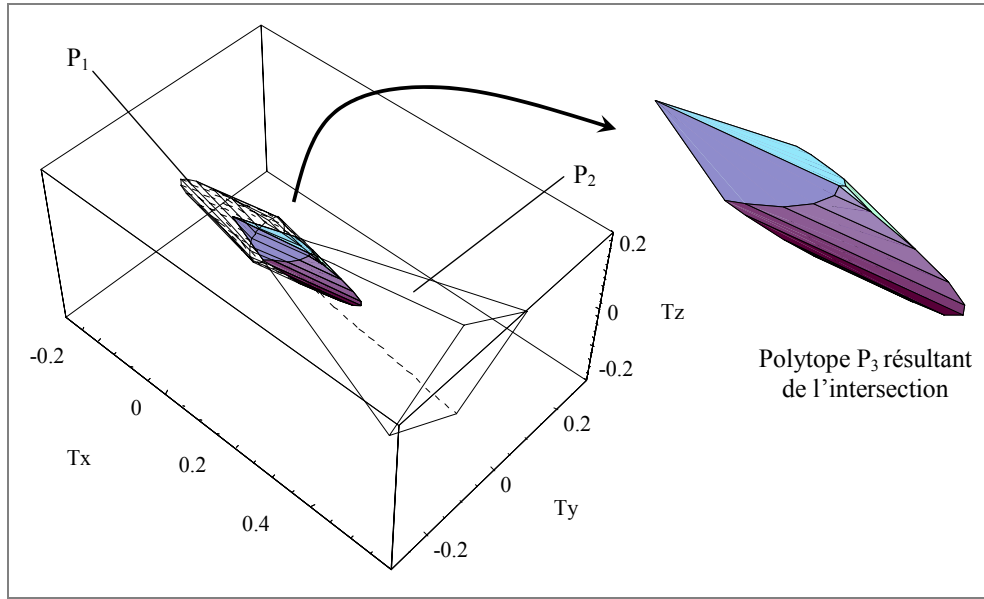 P₁
P₂
0.2
0
Tz
-0.2
-0.2
0
0.2
0.4
Tx
0.2
0
-0.2
Ty
Polytope P₃ résultant
de l’intersection